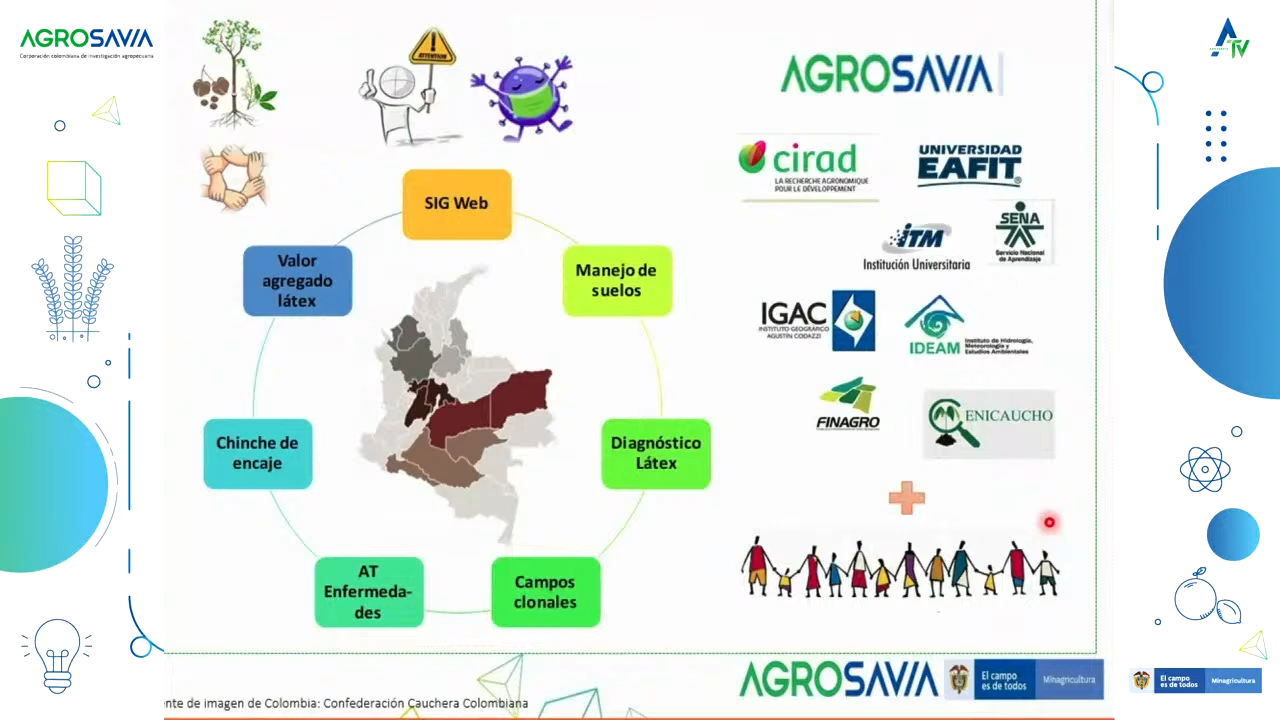 AGROSAVIA
Corporación colombiana de investigación agropecuaria
TV
ATTENTION
SIG Web
Valor
agregado
látex
Manejo de
suelos
Chinche de
encaje
Diagnóstico
Látex
AT
Enfermeda-
des
Campos
clonales
AGROSAVIA
cirad
LA RECHERCHE AGRONOMIQUE
POUR LE DÉVELOPPEMENT
UNIVERSIDAD
EAFIT®
iTM
Institución Universitaria
SENA
Servicio Nacional
de Aprendizaje
IGAC
INSTITUTO GEOGRÁFICO
AGUSTÍN CODAZZI
IDEAM
Instituto de Hidrología,
Meteorología y
Estudios Ambientales
FINAGRO
ENICAUCHO
nte de imagen de Colombia: Confederación Cauchera Colombiana
AGROSAVIA
El campo
es de todos
Minagricultura
El campo
es de todos
Minagricultura